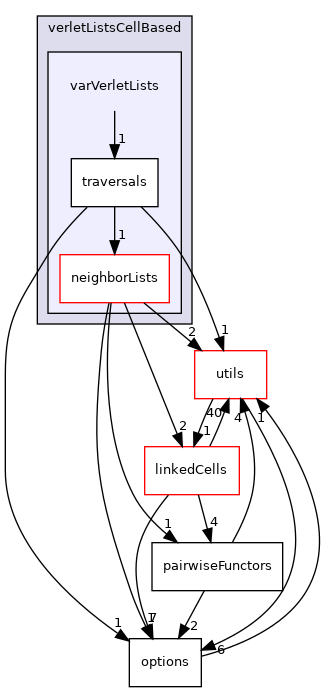 verletListsCellBased
varVerletLists
1
traversals
1
neighborLists
2
1
utils
40
4
1
2
1
linkedCells
1
4
pairwiseFunctors
1
1
7
2
6
options